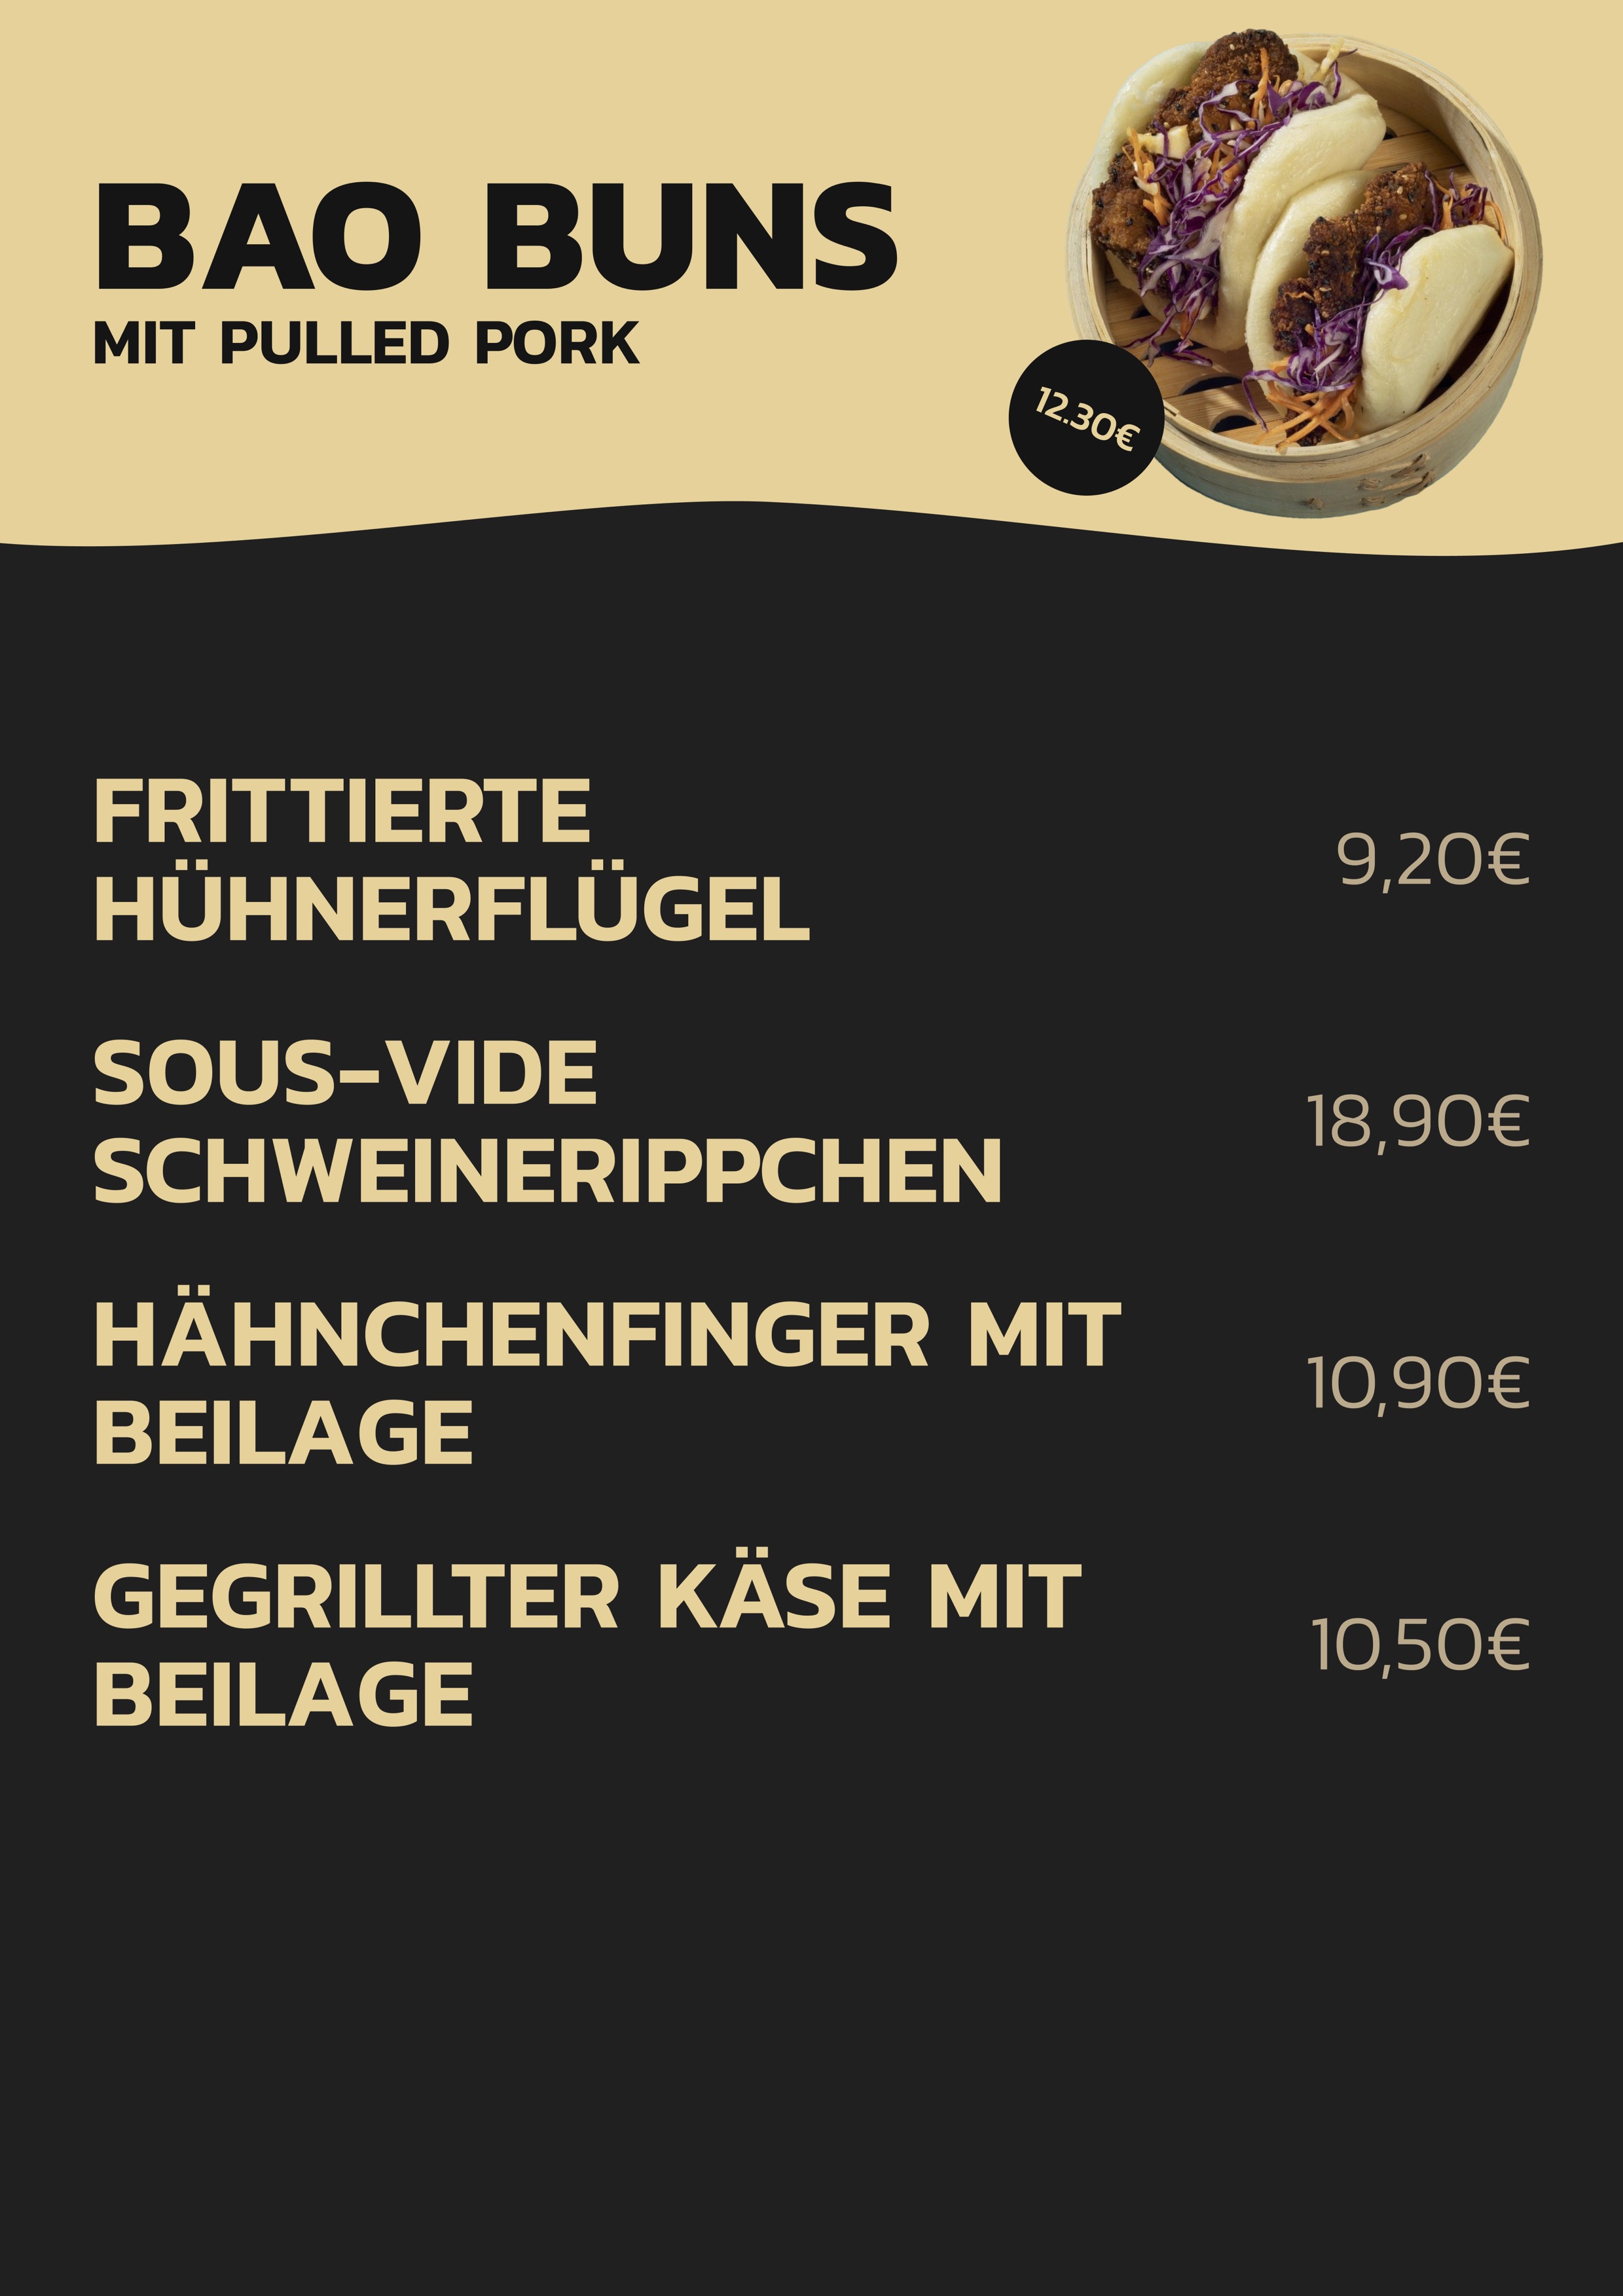 BAO BUNS
MIT PULLED PORK
12.30€
FRITTIERTE
HÜHNERFLÜGEL
9,20€
SOUS-VIDE
SCHWEINERIPPCHEN
18,90€
HÄHNCHENFINGER MIT
BEILAGE
10,90€
GEGRILLTER KÄSE MIT
BEILAGE
10,50€